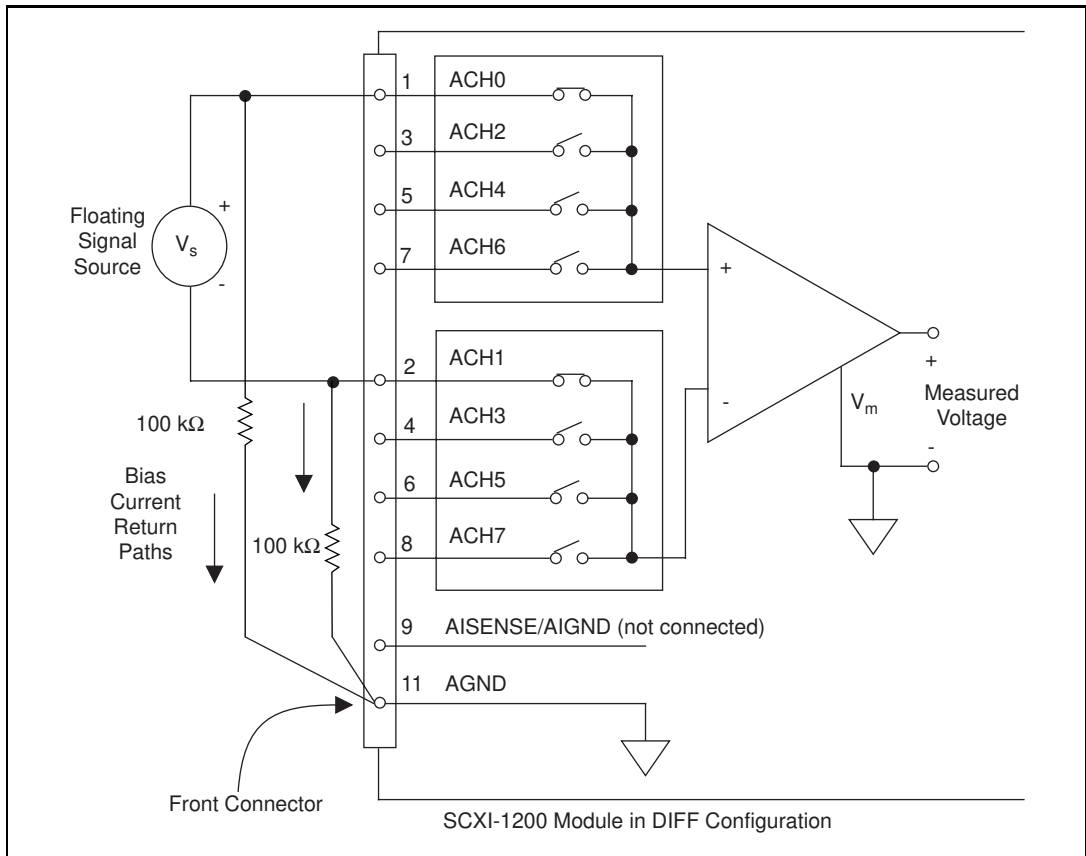 1 ACH0
3 ACH2
5 ACH4
7 ACH6
Floating
Signal
Source
+
Vs
-
+
2 ACH1
4 ACH3
6 ACH5
8 ACH7
-
Vm
+
Measured
Voltage
-
100 kΩ
Bias
Current
Return
Paths
100 kΩ
9 AISENSE/AIGND (not connected)
11 AGND
Front Connector
SCXI-1200 Module in DIFF Configuration